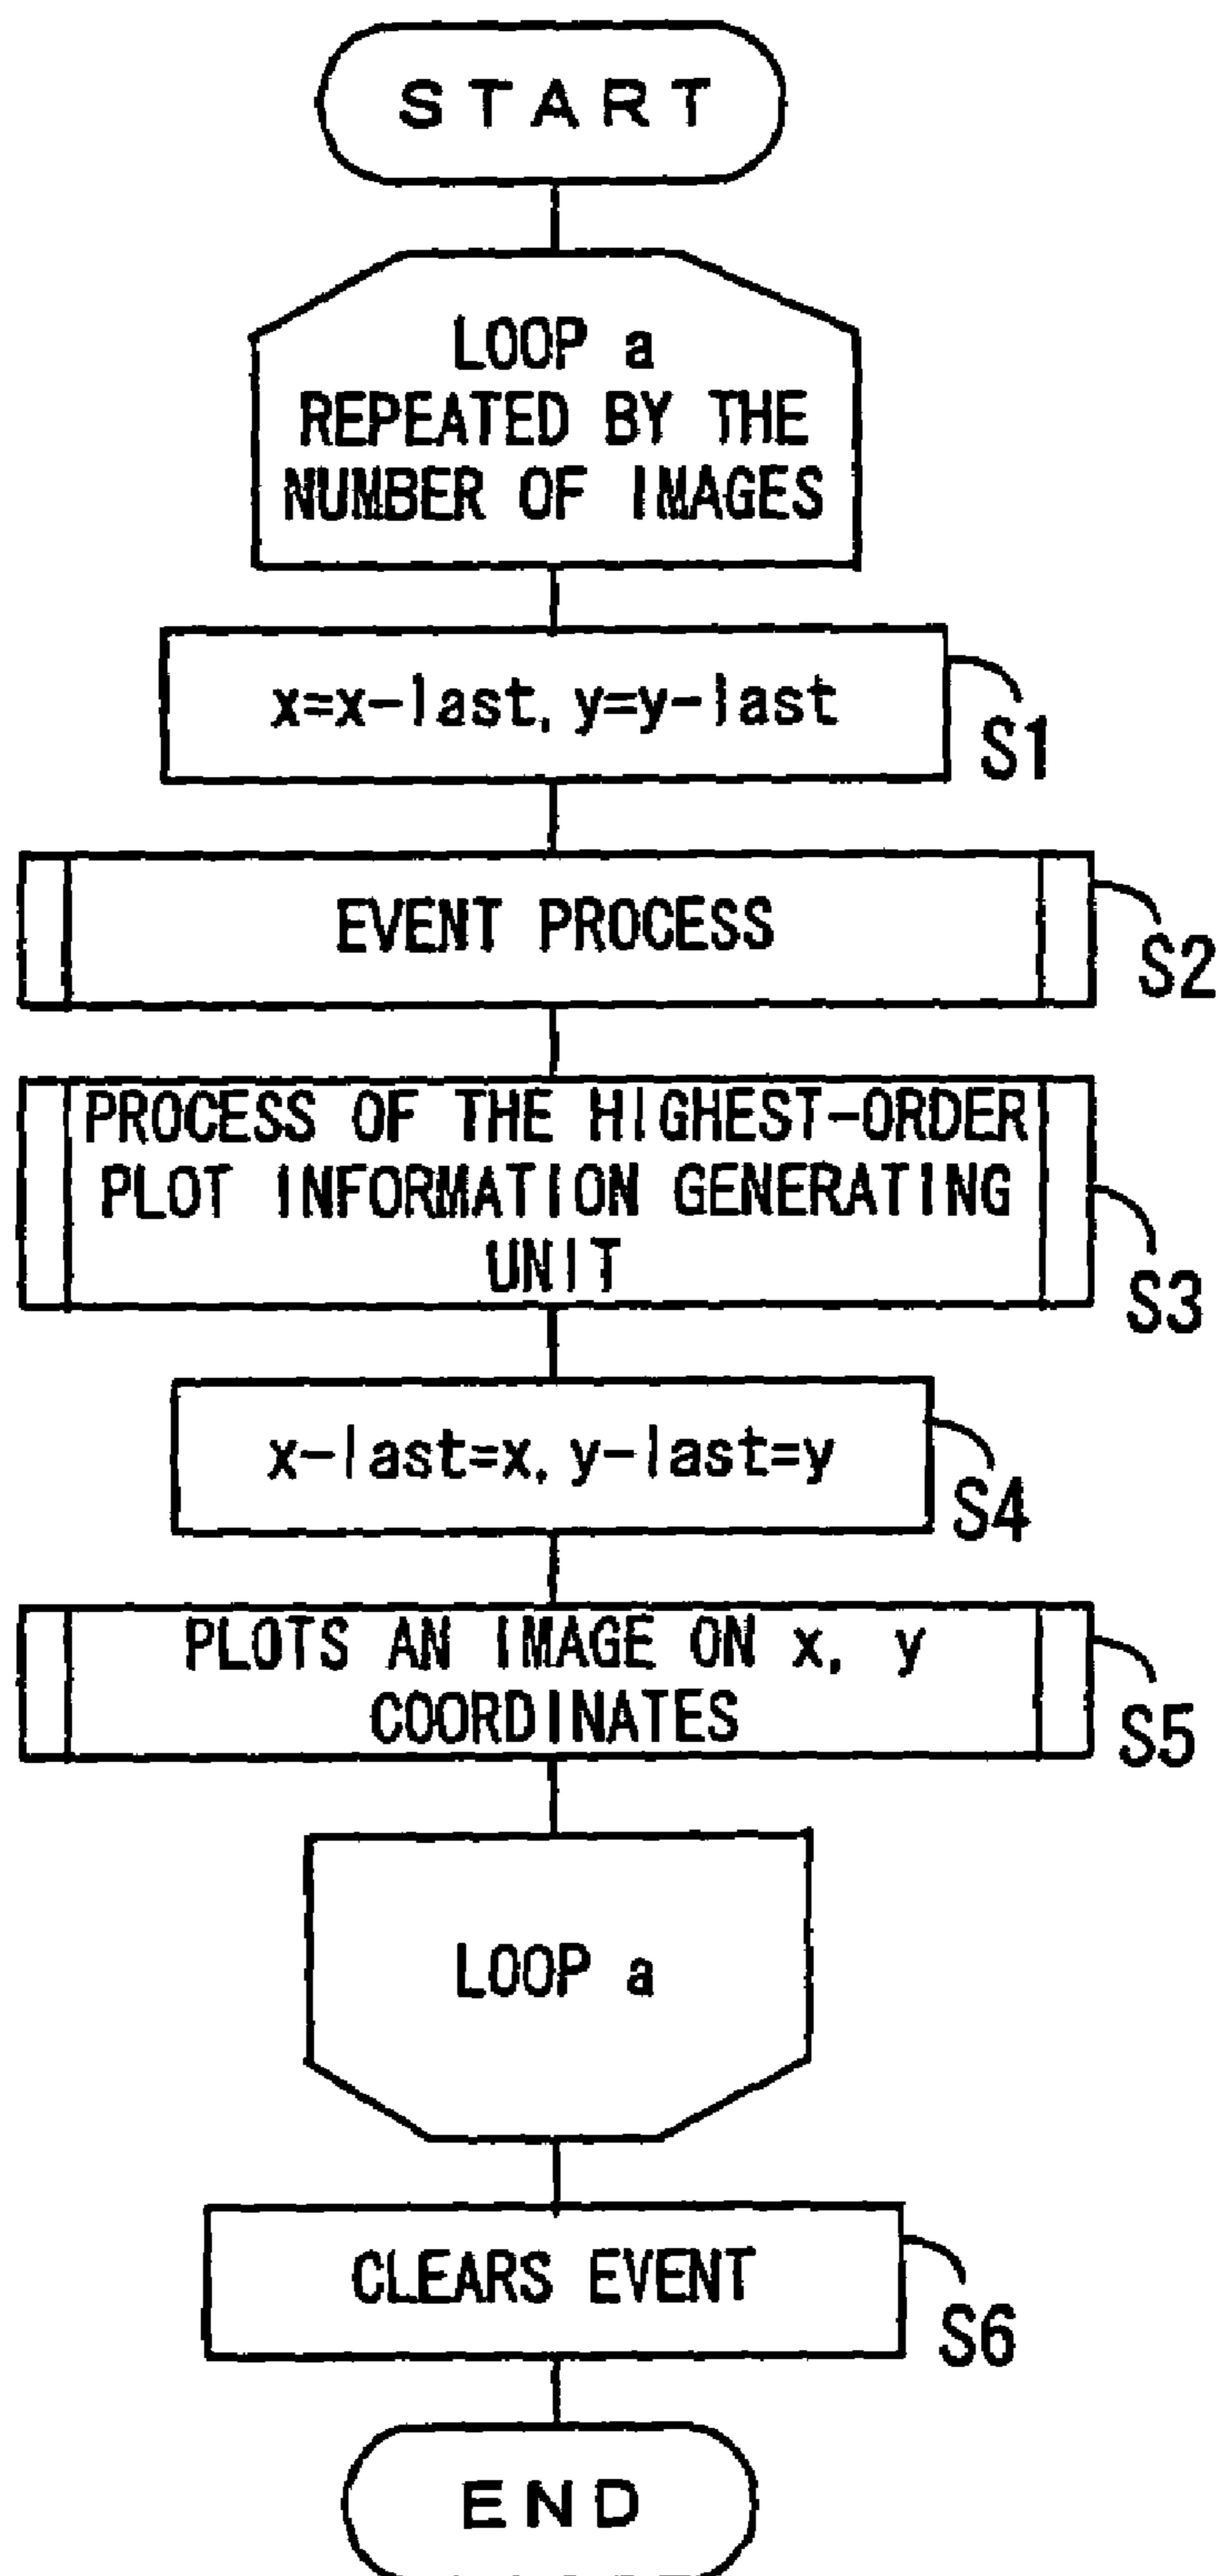 START
LOOP a
REPEATED BY THE
NUMBER OF IMAGES
x=x-last, y=y-last
S1
EVENT PROCESS
S2
PROCESS OF THE HIGHEST-ORDER
PLOT INFORMATION GENERATING
UNIT
S3
x-last=x, y-last=y
S4
PLOTS AN IMAGE ON x, y
COORDINATES
S5
LOOP a
CLEARS EVENT
S6
END